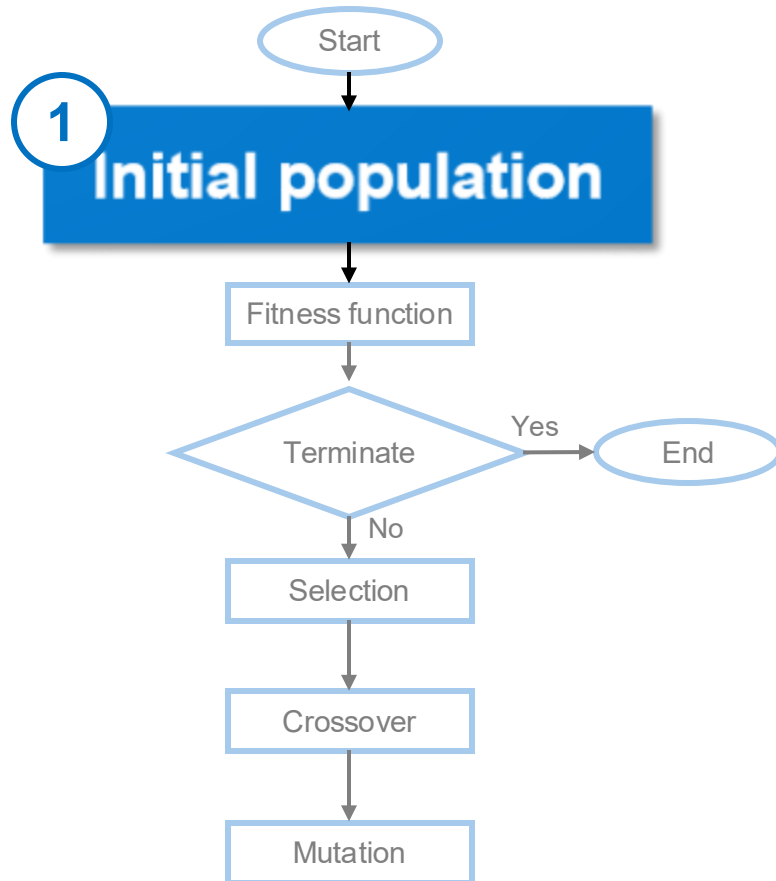 Start
1
Initial population
Fitness function
Terminate
Yes
End
No
Selection
Crossover
Mutation